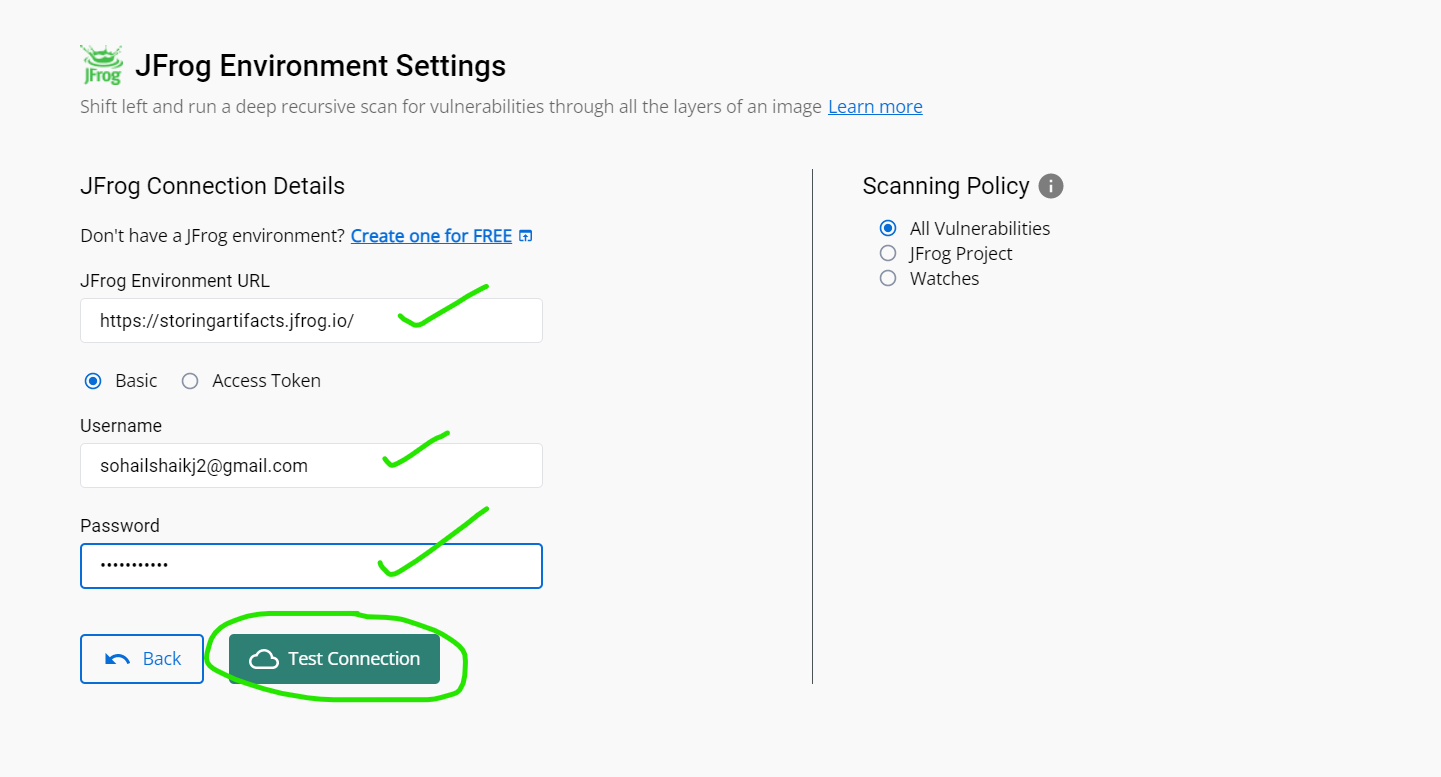 JFrog JFrog Environment Settings
Shift left and run a deep recursive scan for vulnerabilities through all the layers of an image Learn more
JFrog Connection Details
Don't have a JFrog environment? Create one for FREE
JFrog Environment URL
https://storingartifacts.jfrog.io/
Basic Access Token
Username
sohailshaikj2@gmail.com
Password
•••••••••••
Back Test Connection
Scanning Policy
All Vulnerabilities
JFrog Project
Watches